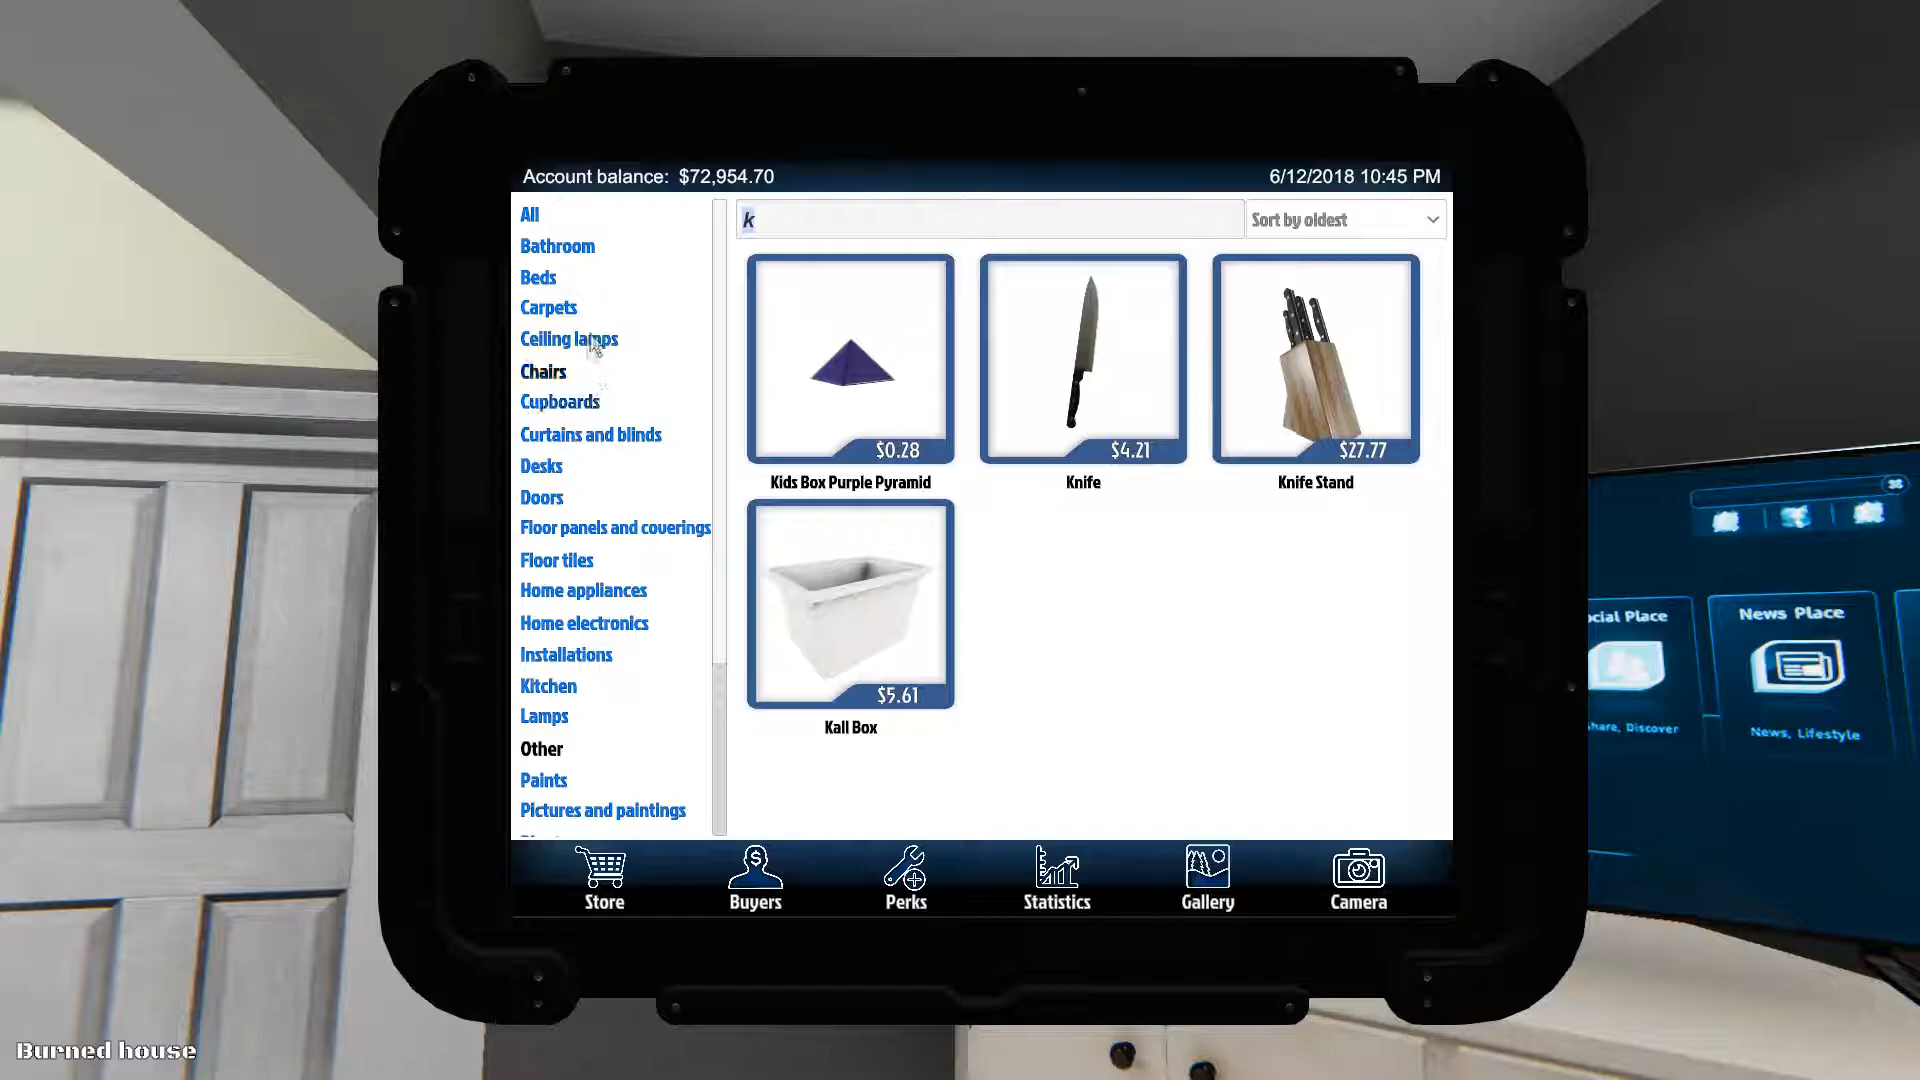 Account balance: $72,954.70
6/12/2018 10:45 PM
All
Bathroom
Beds
Carpets
Ceiling lamps
Chairs
Cupboards
Curtains and blinds
Desks
Doors
Floor panels and coverings
Floor tiles
Home appliances
Home electronics
Installations
Kitchen
Lamps
Other
Paints
Pictures and paintings
k
Sort by oldest
$0.28
Kids Box Purple Pyramid
$4.21
Knife
$27.77
Knife Stand
$5.61
Kall Box
Store
Buyers
Perks
Statistics
Gallery
Camera
Place
Discover
News Place
News, Lifestyle
Burned house